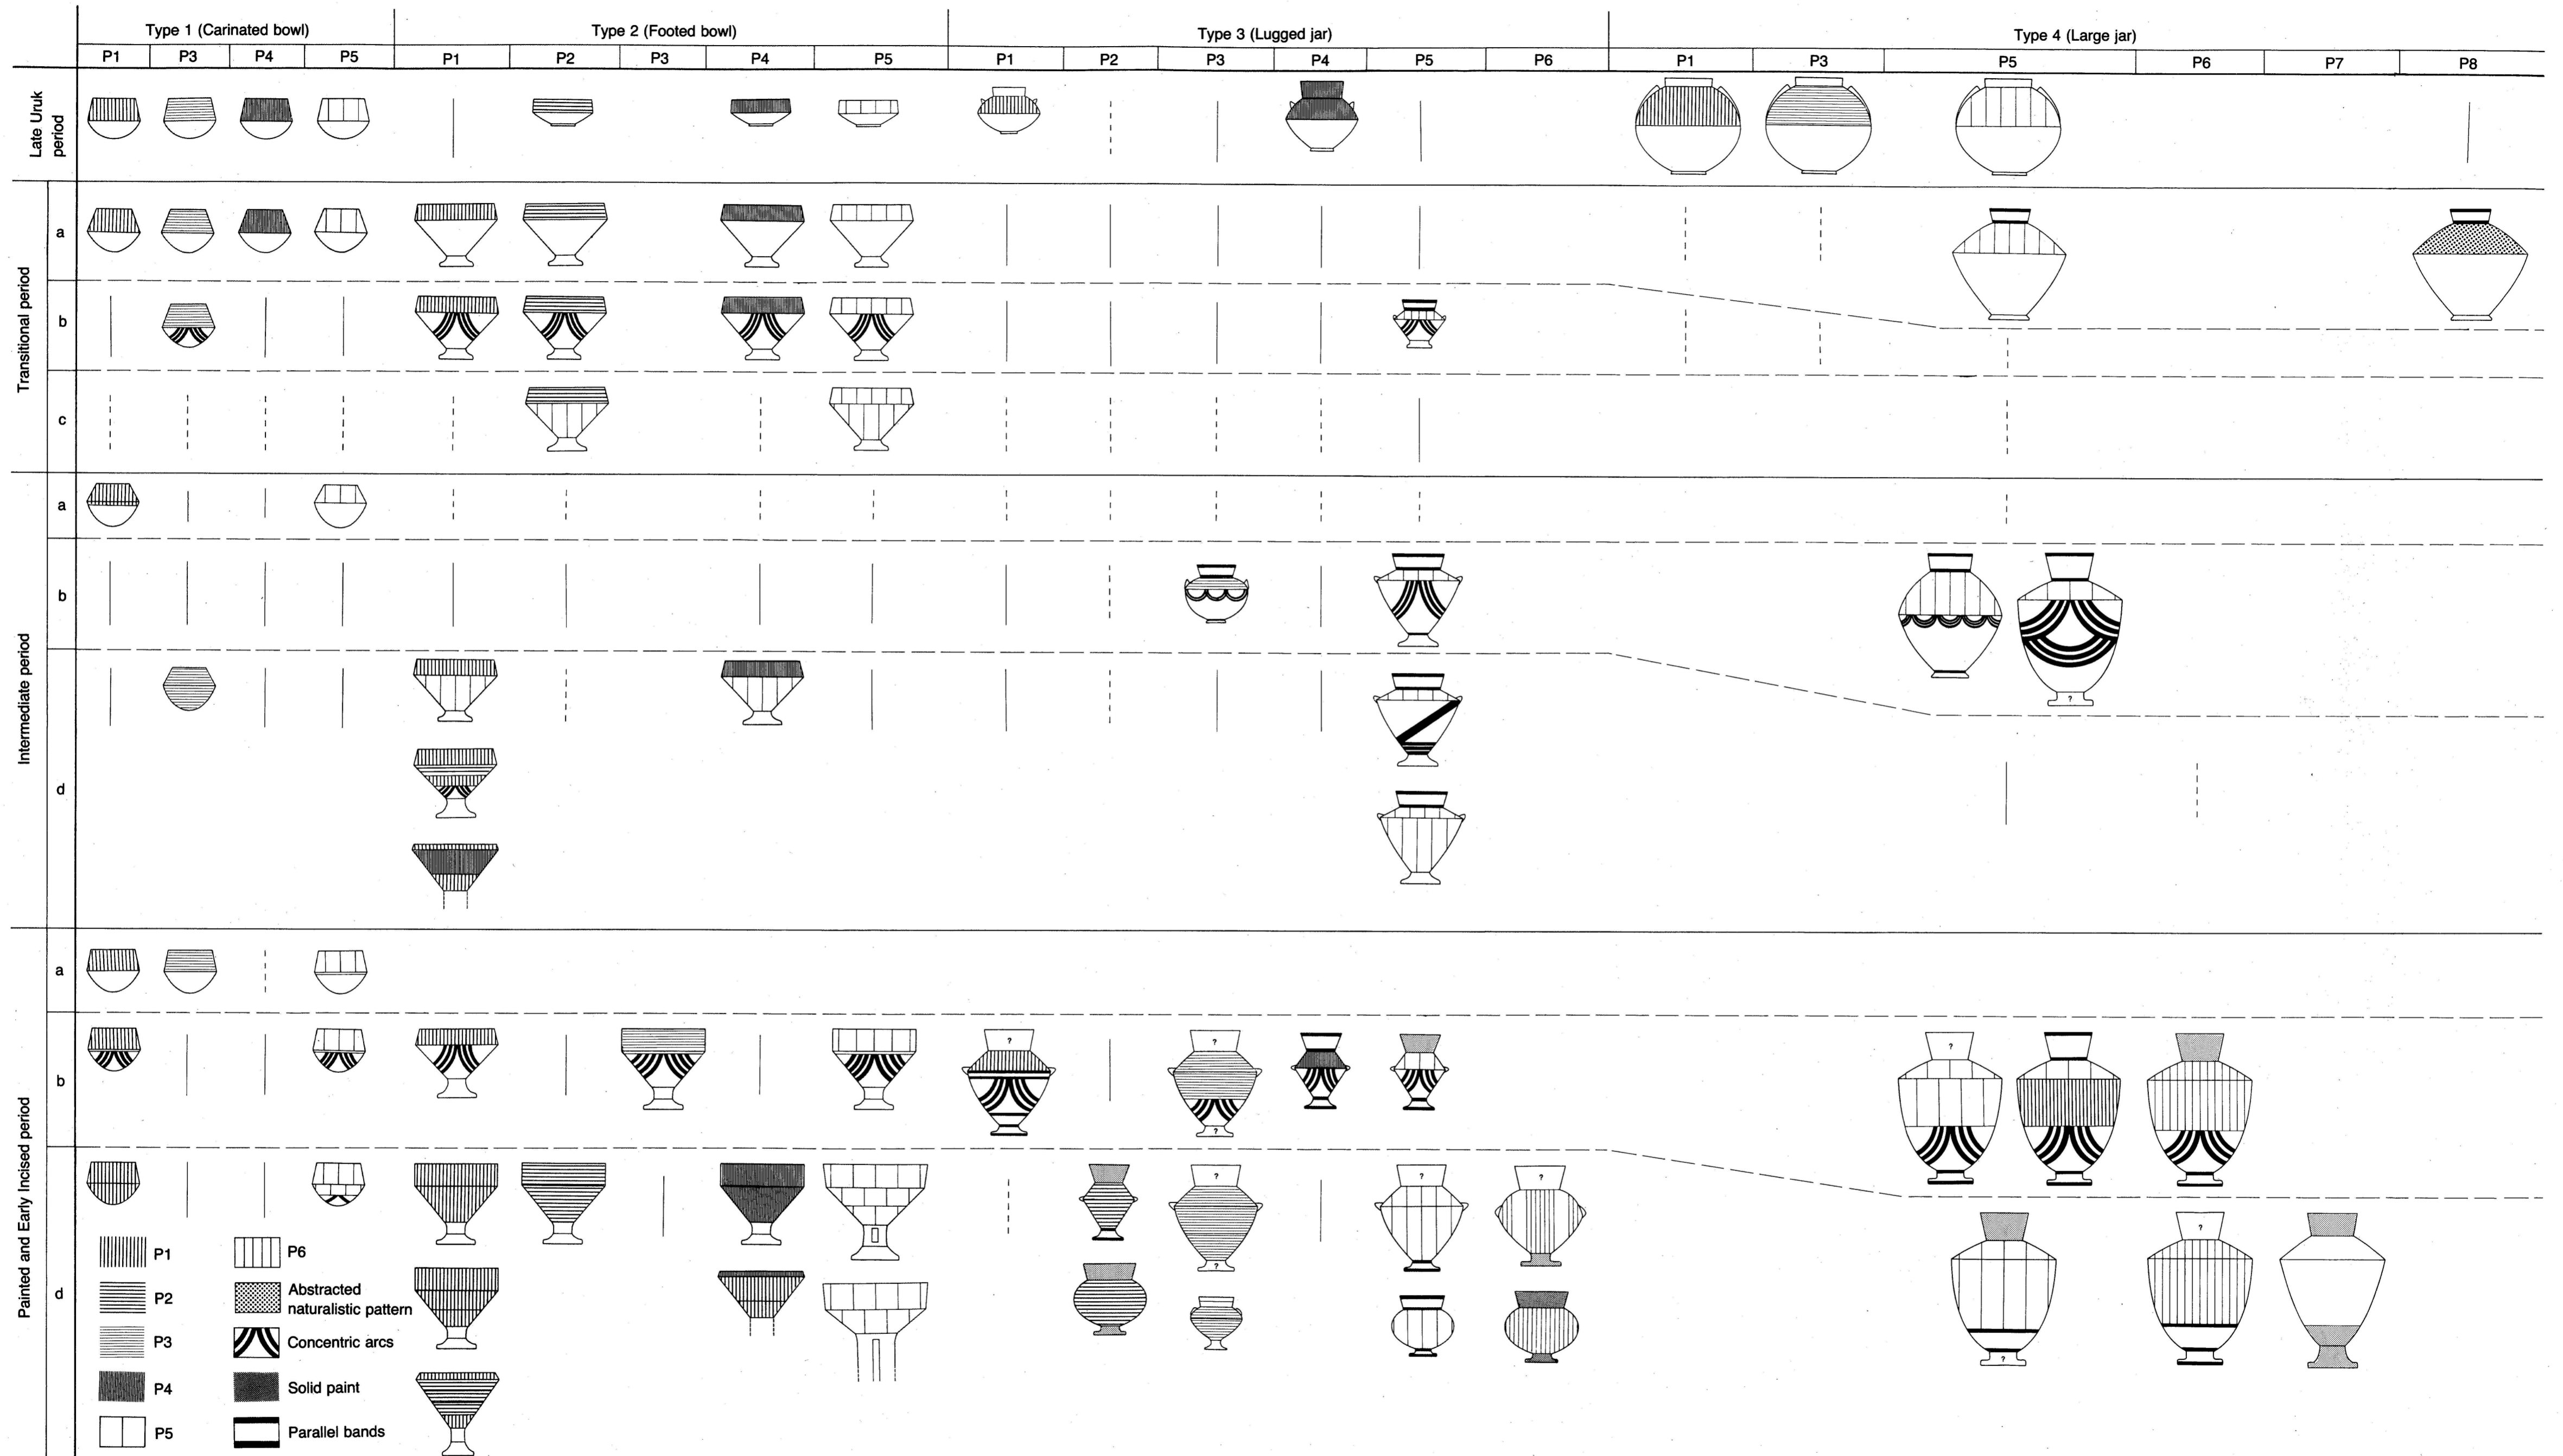 Type 1 (Carinated bowl)
Type 2 (Footed bowl)
Type 3 (Lugged jar)
Type 4 (Large jar)
P1 P3 P4 P5 P1 P2 P3 P4 P5 P1 P2 P3 P4 P5 P6 P1 P3 P5 P6 P7 P8
Late Uruk
period
Transitional period
a
b
c
Intermediate period
a
b
?
d
Painted and Early Incised period
a
b
? ? ?
? ?
d
? ? ? ?
? ?
?
P1
P2
P3
P4
P5
P6
Abstracted
naturalistic pattern
Concentric arcs
Solid paint
Parallel bands